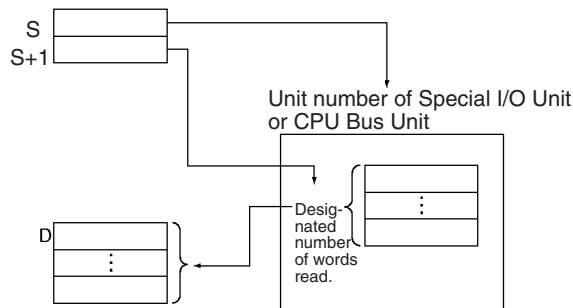 S
S+1
Unit number of Special I/O Unit
or CPU Bus Unit
Desig-
nated
number
of words
read.
D